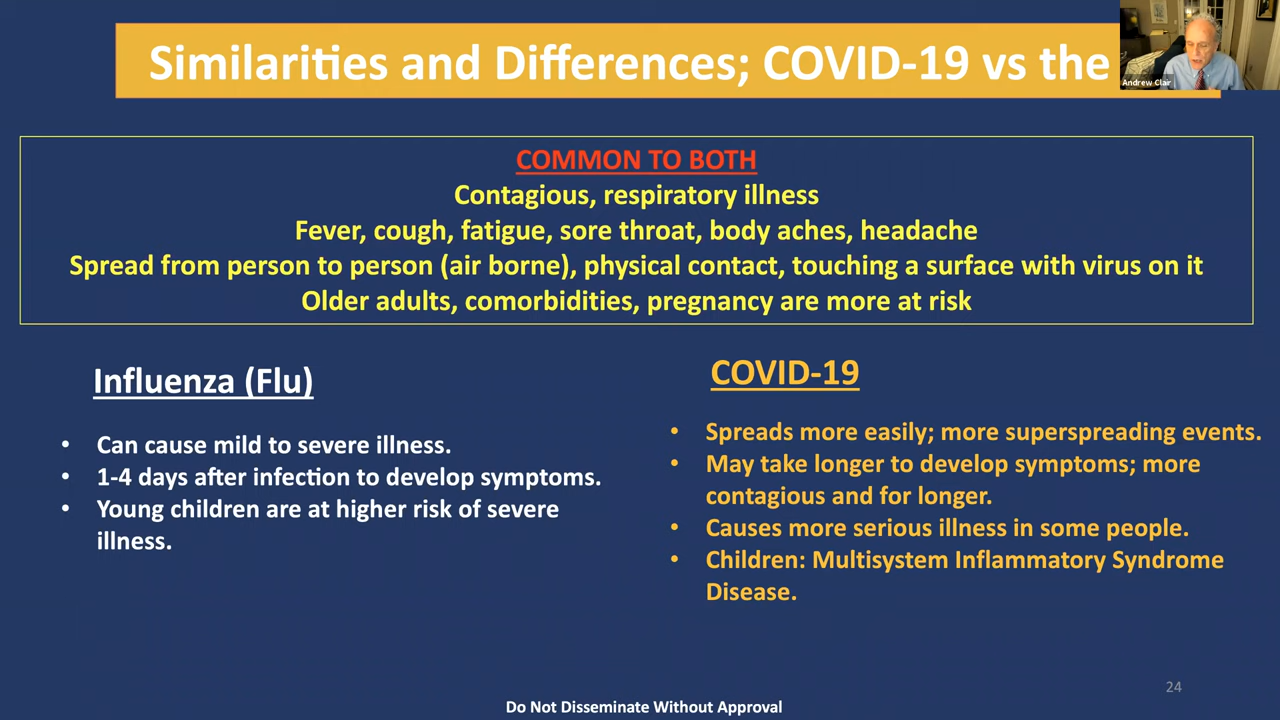 Similarities and Differences; COVID-19 vs the
Andrew Clair
COMMON TO BOTH
Contagious, respiratory illness
Fever, cough, fatigue, sore throat, body aches, headache
Spread from person to person (air borne), physical contact, touching a surface with virus on it
Older adults, comorbidities, pregnancy are more at risk
Influenza (Flu)
• Can cause mild to severe illness.
• 1-4 days after infection to develop symptoms.
• Young children are at higher risk of severe
illness.
COVID-19
• Spreads more easily; more superspreading events.
• May take longer to develop symptoms; more
contagious and for longer.
• Causes more serious illness in some people.
• Children: Multisystem Inflammatory Syndrome
Disease.
24
Do Not Disseminate Without Approval